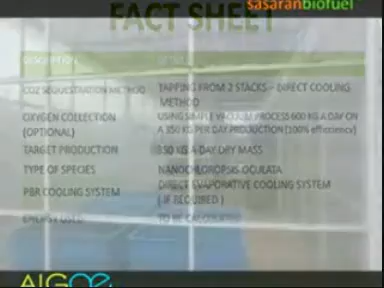 sasaranbiofuel
FACT SHEET
DESCRIPTION DETAILS
CO2 SEQUESTRATION METHOD TAPPING FROM 2 STACKS – DIRECT COOLING
METHOD
OXYGEN COLLECTION USING SIMPLE VACUUM PROCESS 600 KG A DAY ON
(OPTIONAL) A 350 KG PER DAY PRODUCTION (100% efficiency)
TARGET PRODUCTION 350 KG A DAY DRY MASS
TYPE OF SPECIES NANOCHLOROPSIS OCULATA
PBR COOLING SYSTEM DIRECT EVAPORATIVE COOLING SYSTEM
( IF REQUIRED )
ENERGY USED TO BE CALCULATED